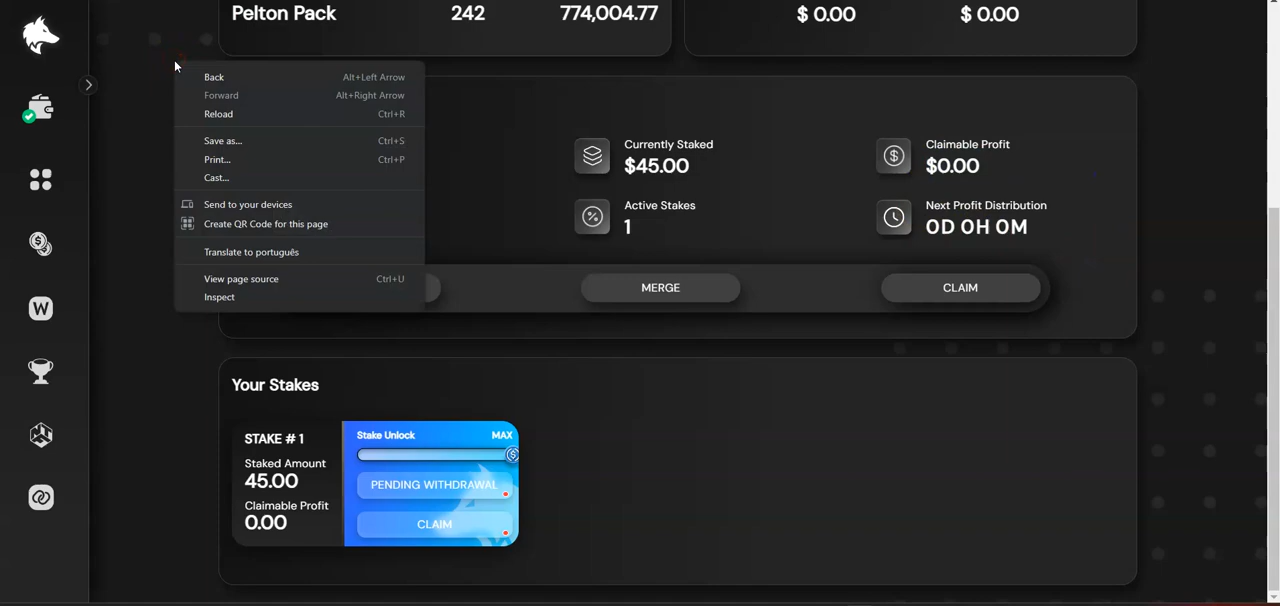 Pelton Pack 242 774,004.77
$ 0.00 $ 0.00
Back Alt+Left Arrow
Forward Alt+Right Arrow
Reload Ctrl+R
Save as... Ctrl+S
Print... Ctrl+P
Cast...
Send to your devices
Create QR Code for this page
Translate to português
View page source Ctrl+U
Inspect
Currently Staked
$45.00
Claimable Profit
$0.00
Active Stakes
1
Next Profit Distribution
0D 0H 0M
MERGE
CLAIM
W
Your Stakes
STAKE # 1
Staked Amount
45.00
Claimable Profit
0.00
Stake Unlock MAX
PENDING WITHDRAWAL
CLAIM